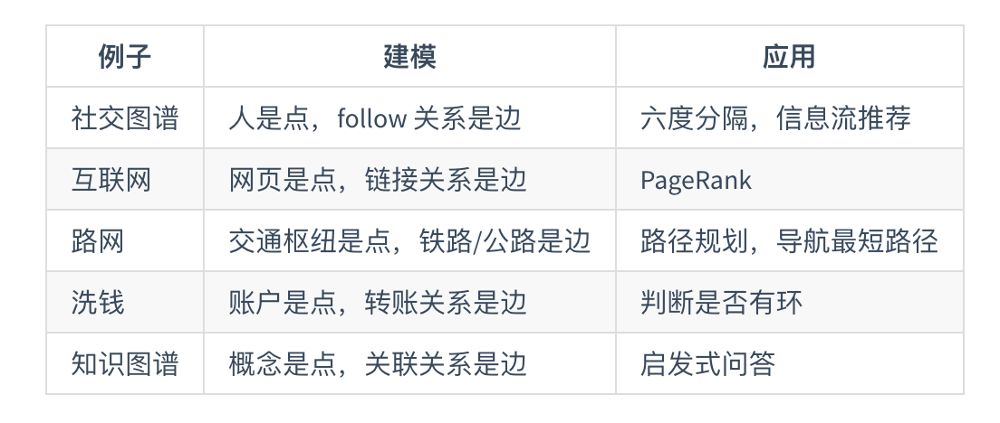 例子 建模 应用
社交图谱 人是点，follow 关系是边 六度分隔，信息流推荐
互联网 网页是点，链接关系是边 PageRank
路网 交通枢纽是点，铁路/公路是边 路径规划，导航最短路径
洗钱 账户是点，转账关系是边 判断是否有环
知识图谱 概念是点，关联关系是边 启发式问答